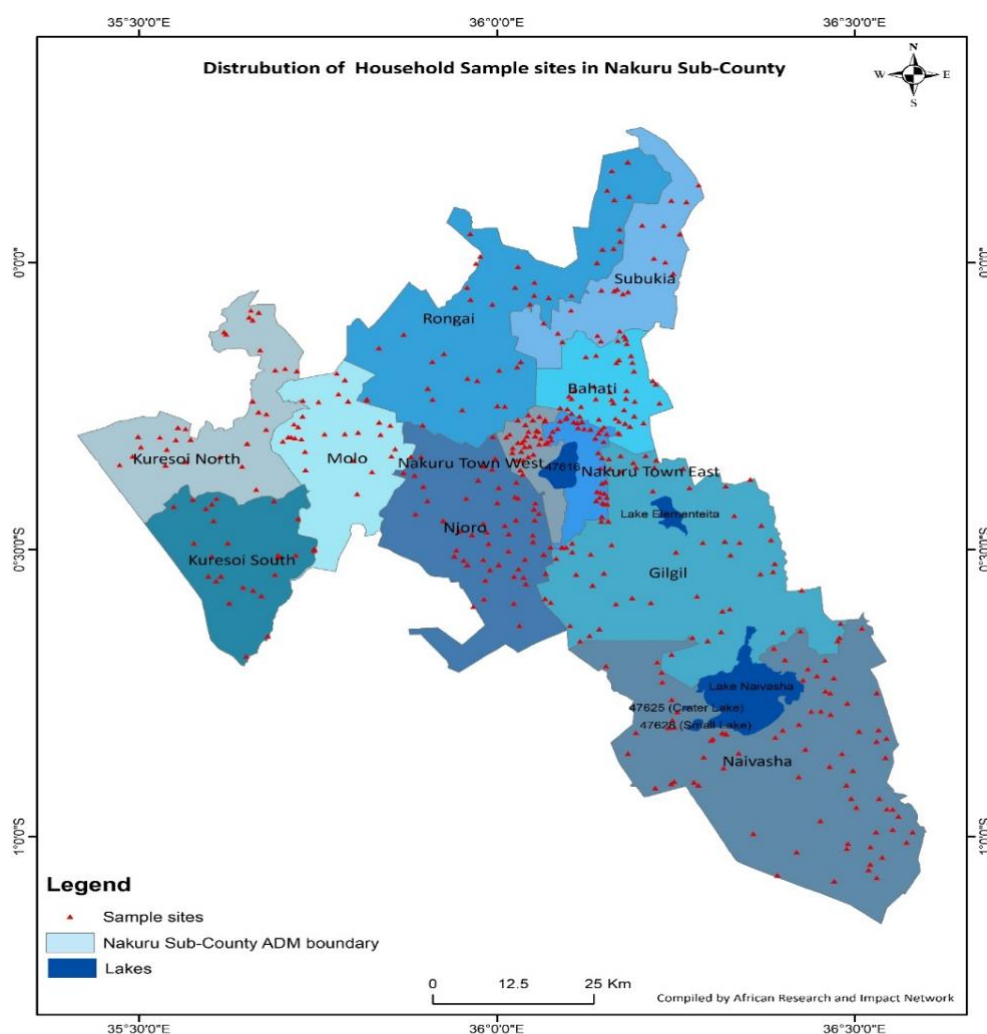 35°30'0"E
36°0'0"E
36°30'0"E
Distrubution of Household Sample sites in Nakuru Sub-County
N
W
E
S
0°0'0"
0°0'0"
Subukia
Rongai
Bahati
Kuresoi North
Molo
Nakuru Town West
47616
Nakuru Town East
Lake Elementeita
Njoro
0°30'0"S
0°30'0"S
Kuresoi South
Gilgil
Lake Naivasha
47625 (Crater Lake)
47628 (Small Lake)
Naivasha
1°0'0"S
1°0'0"S
Legend
Sample sites
Nakuru Sub-County ADM boundary
Lakes
0 12.5 25 Km
Compiled by African Research and Impact Network
35°30'0"E
36°0'0"E
36°30'0"E